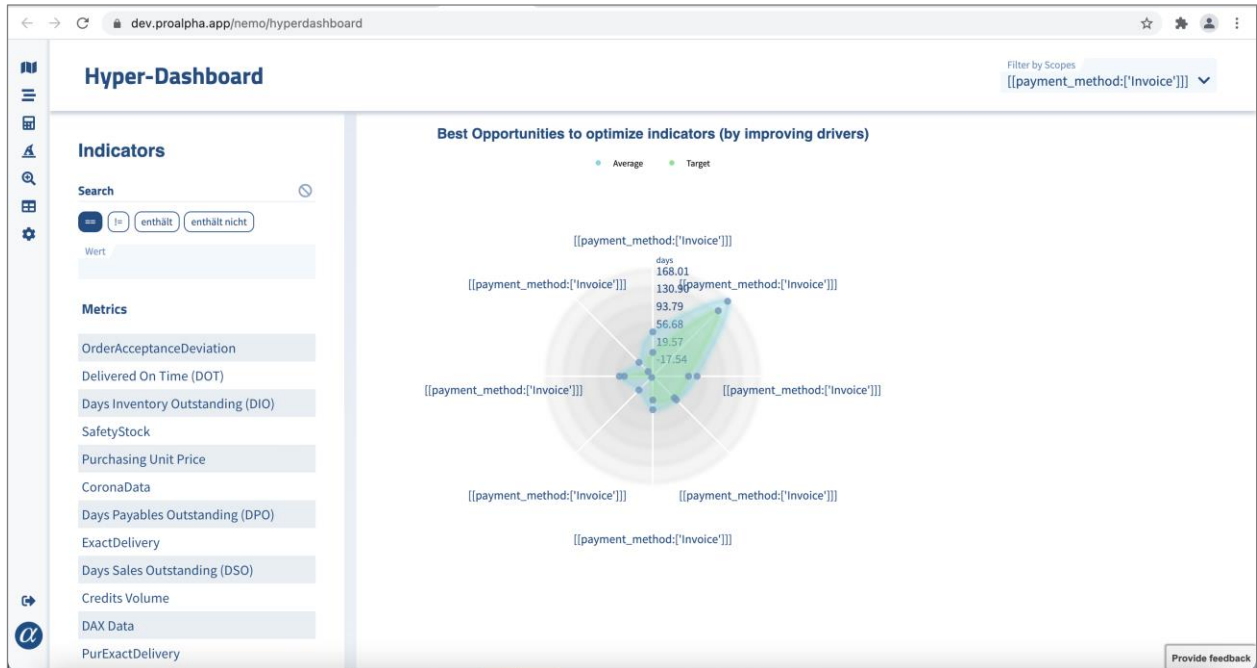 dev.proalpha.app/nemo/hyperdashboard
Hyper-Dashboard
Filter by Scopes
[[payment_method:['Invoice']]]
Indicators
Search
==
!=
enthält
enthält nicht
Wert
Metrics
OrderAcceptanceDeviation
Delivered On Time (DOT)
Days Inventory Outstanding (DIO)
SafetyStock
Purchasing Unit Price
CoronaData
Days Payables Outstanding (DPO)
ExactDelivery
Days Sales Outstanding (DSO)
Credits Volume
DAX Data
PurExactDelivery
α
Best Opportunities to optimize indicators (by improving drivers)
Average
Target
[[payment_method:['Invoice']]]
days
168.01
[[payment_method:['Invoice']]]
130.90
[[payment_method:['Invoice']]]
93.79
56.68
19.57
-17.54
[[payment_method:['Invoice']]]
[[payment_method:['Invoice']]]
[[payment_method:['Invoice']]]
[[payment_method:['Invoice']]]
[[payment_method:['Invoice']]]
Provide feedback